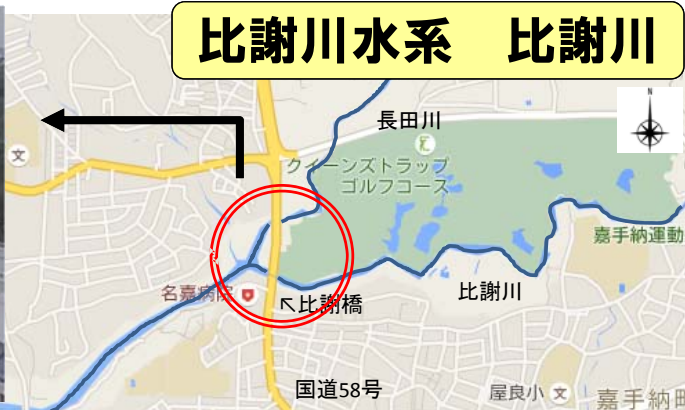 比謝川水系　比謝川
N
長田川
文
クイーンズトラップ
ゴルフコース
嘉手納運動
比謝川
名嘉病院
↖比謝橋
国道58号
屋良小 文
嘉手納町